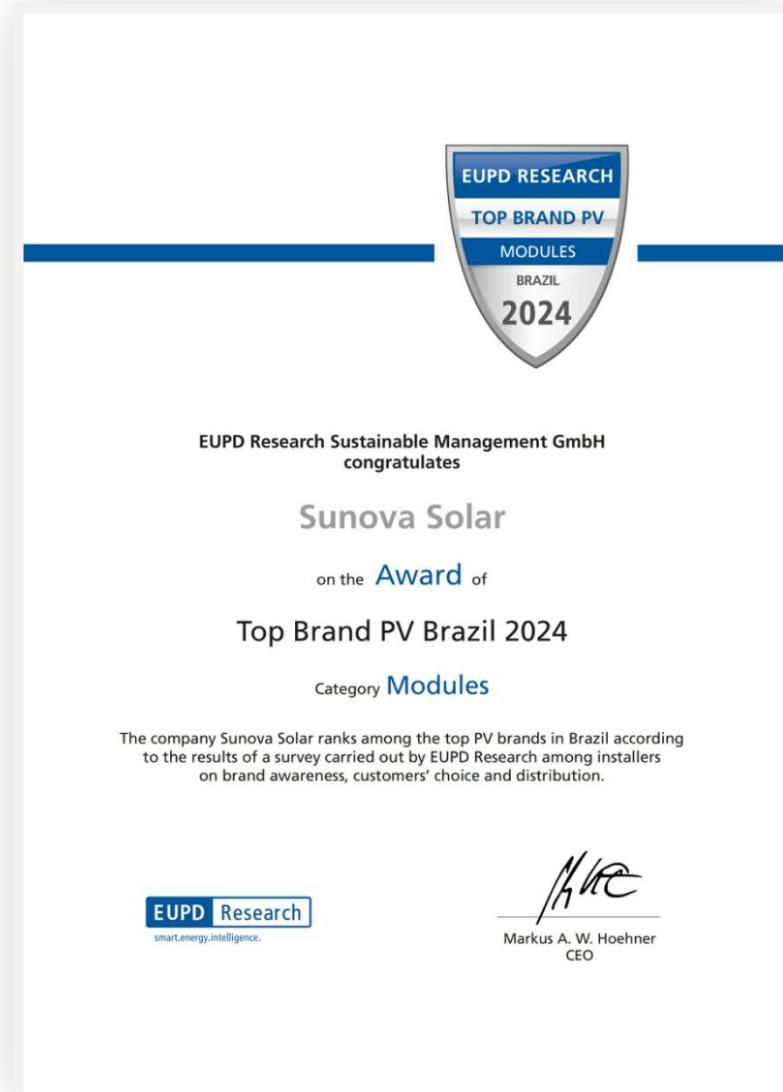 EUPD RESEARCH
TOP BRAND PV
MODULES
BRAZIL
2024
EUPD Research Sustainable Management GmbH
congratulates
Sunova Solar
on the Award of
Top Brand PV Brazil 2024
Category Modules
The company Sunova Solar ranks among the top PV brands in Brazil according
to the results of a survey carried out by EUPD Research among installers
on brand awareness, customers' choice and distribution.
EUPD Research
smart.energy.intelligence.
Markus A. W. Hoehner
CEO